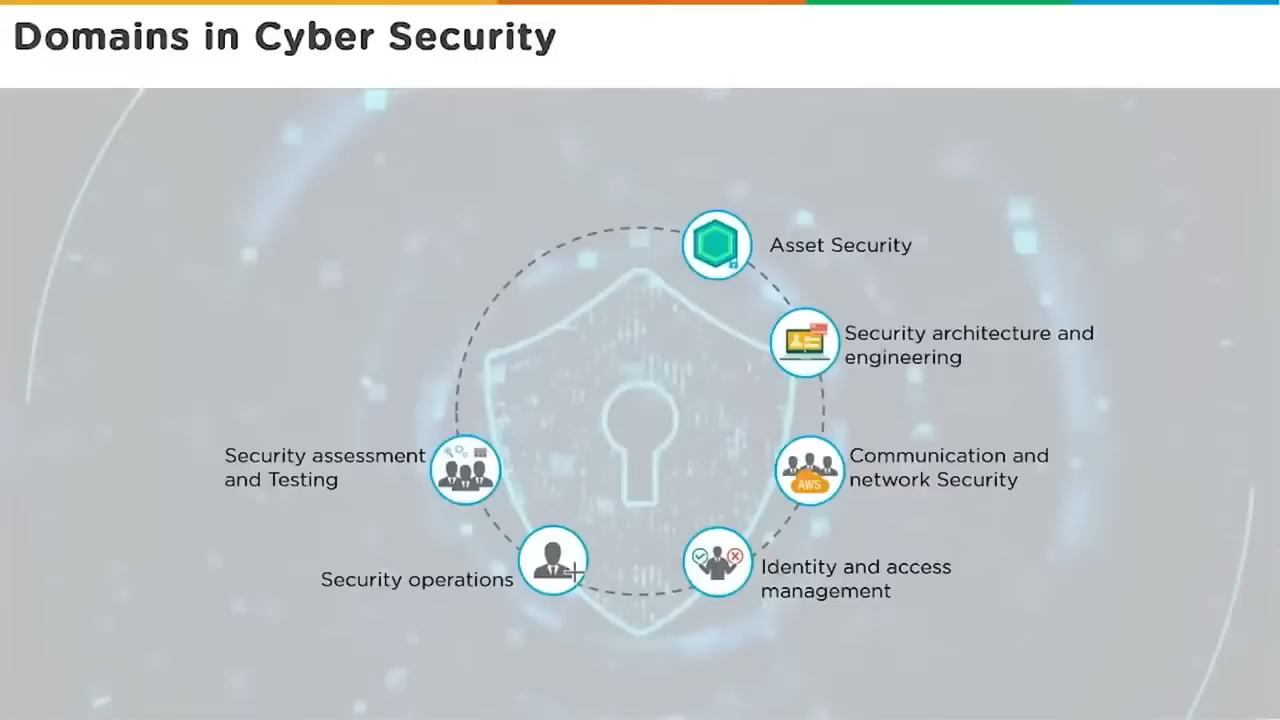 Domains in Cyber Security
Asset Security
Security architecture and
engineering
Communication and
network Security
AWS
Identity and access
management
Security operations
Security assessment
and Testing